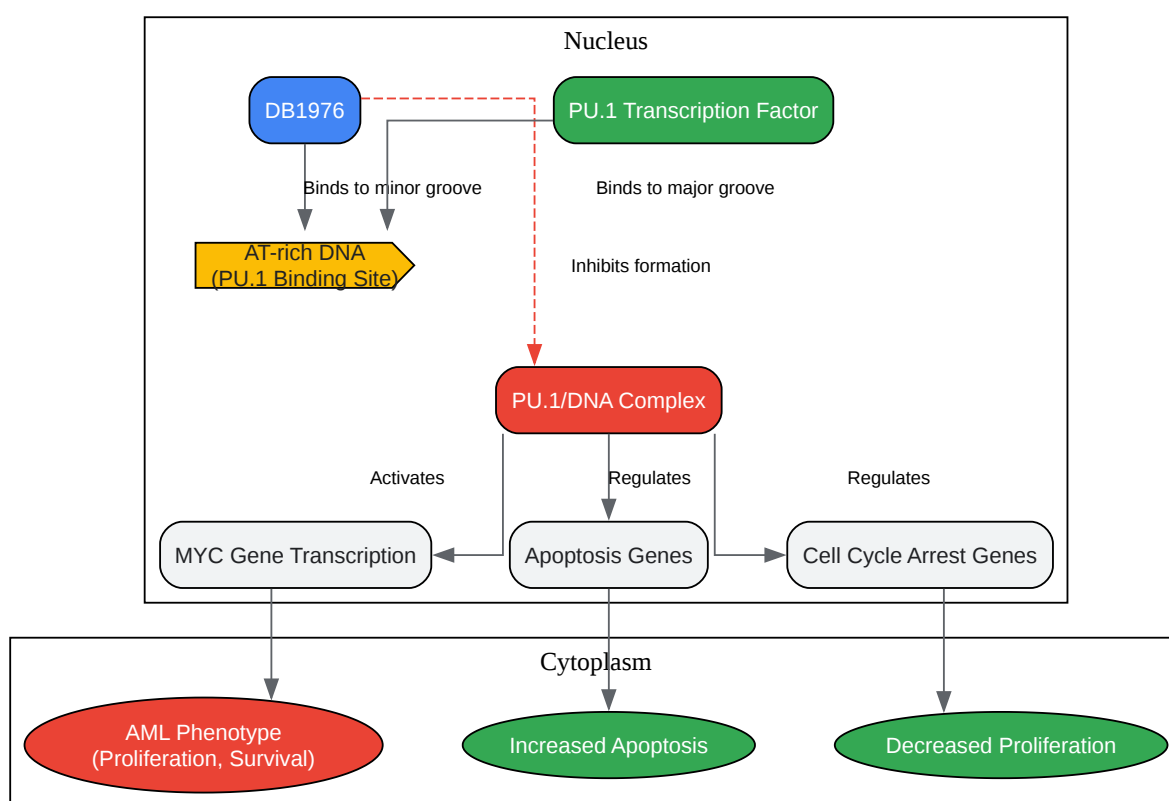 Nucleus
DB1976
PU.1 Transcription Factor
Binds to minor groove
Binds to major groove
AT-rich DNA
(PU.1 Binding Site)
Inhibits formation
PU.1/DNA Complex
Activates
Regulates
Regulates
MYC Gene Transcription
Apoptosis Genes
Cell Cycle Arrest Genes
Cytoplasm
AML Phenotype
(Proliferation, Survival)
Increased Apoptosis
Decreased Proliferation